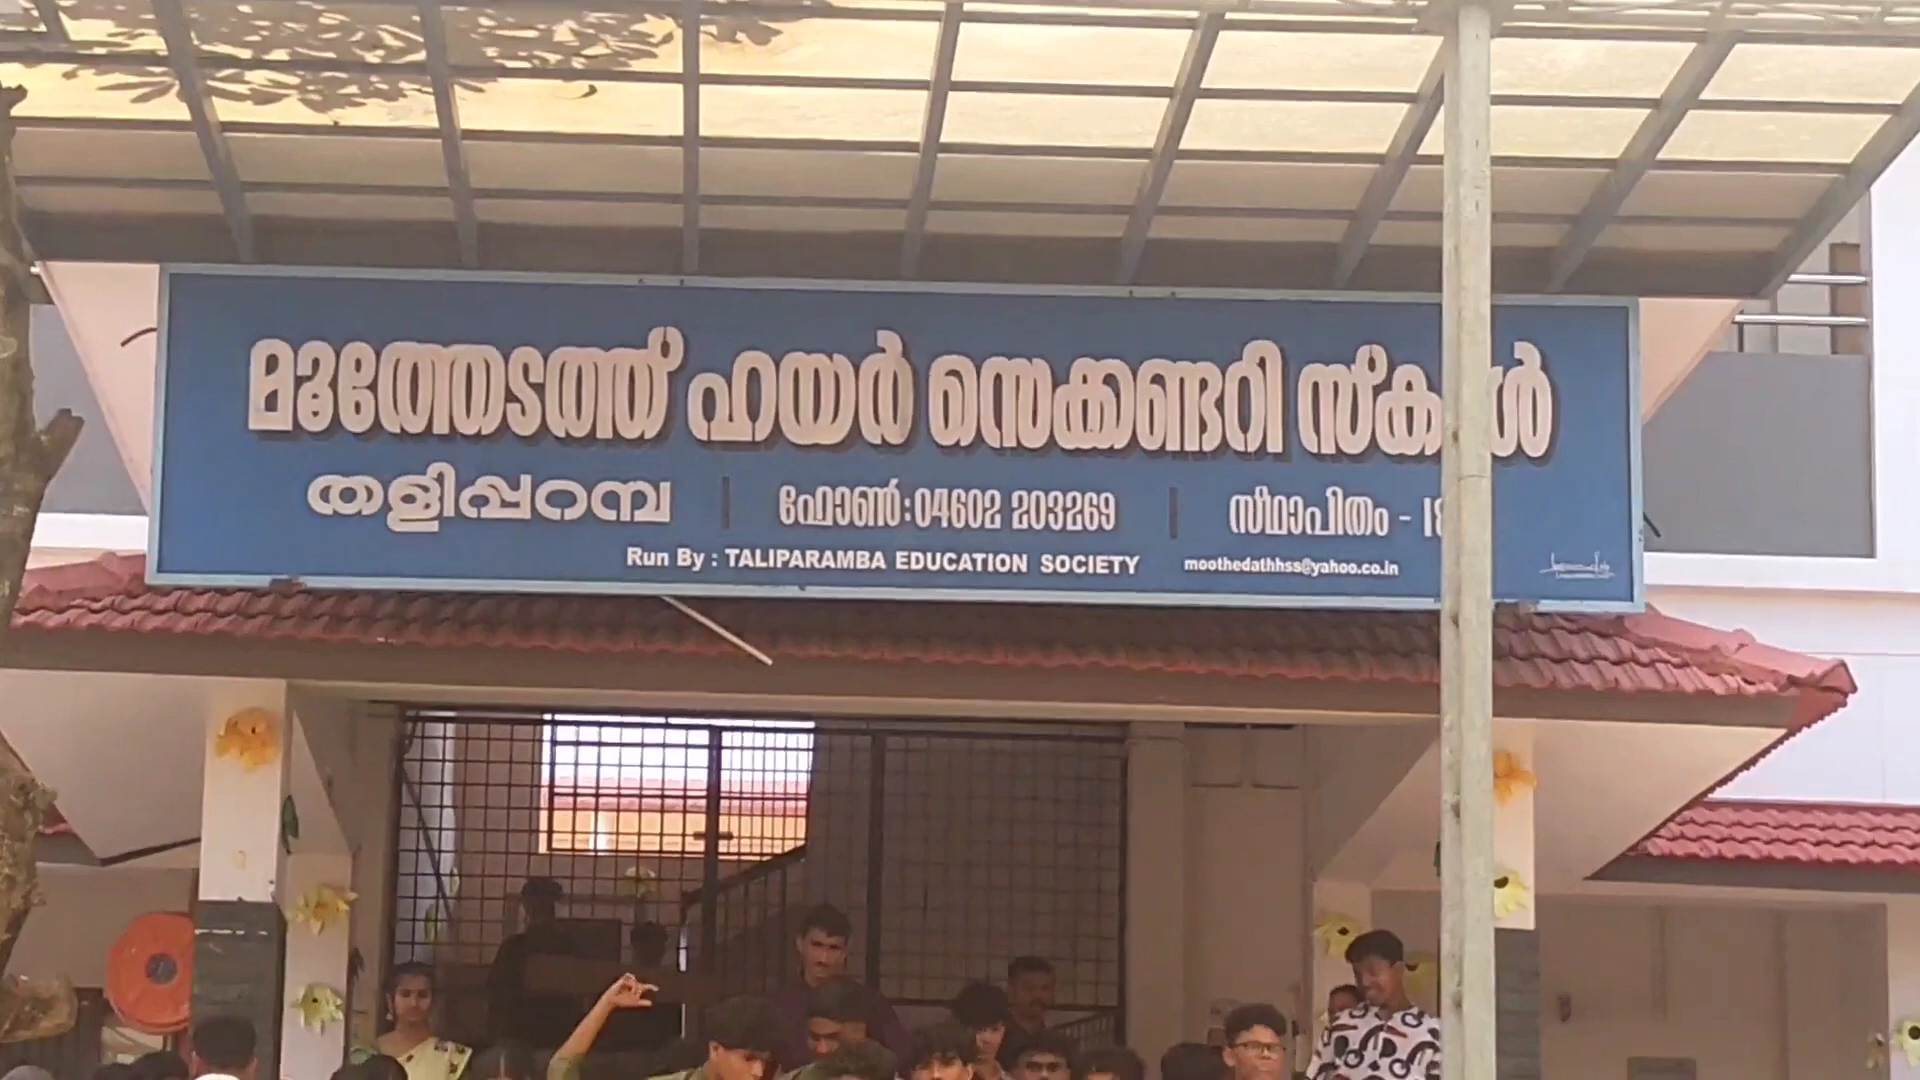 മൂത്തേടത്ത് ഹയർ സെക്കണ്ടറി സ്കൂൾ
തളിപ്പറമ്പ | ഫോൺ:04602 203269 | സ്ഥാപിതം -
Run By : TALIPARAMBA EDUCATION SOCIETY moothedathhss@yahoo.co.in